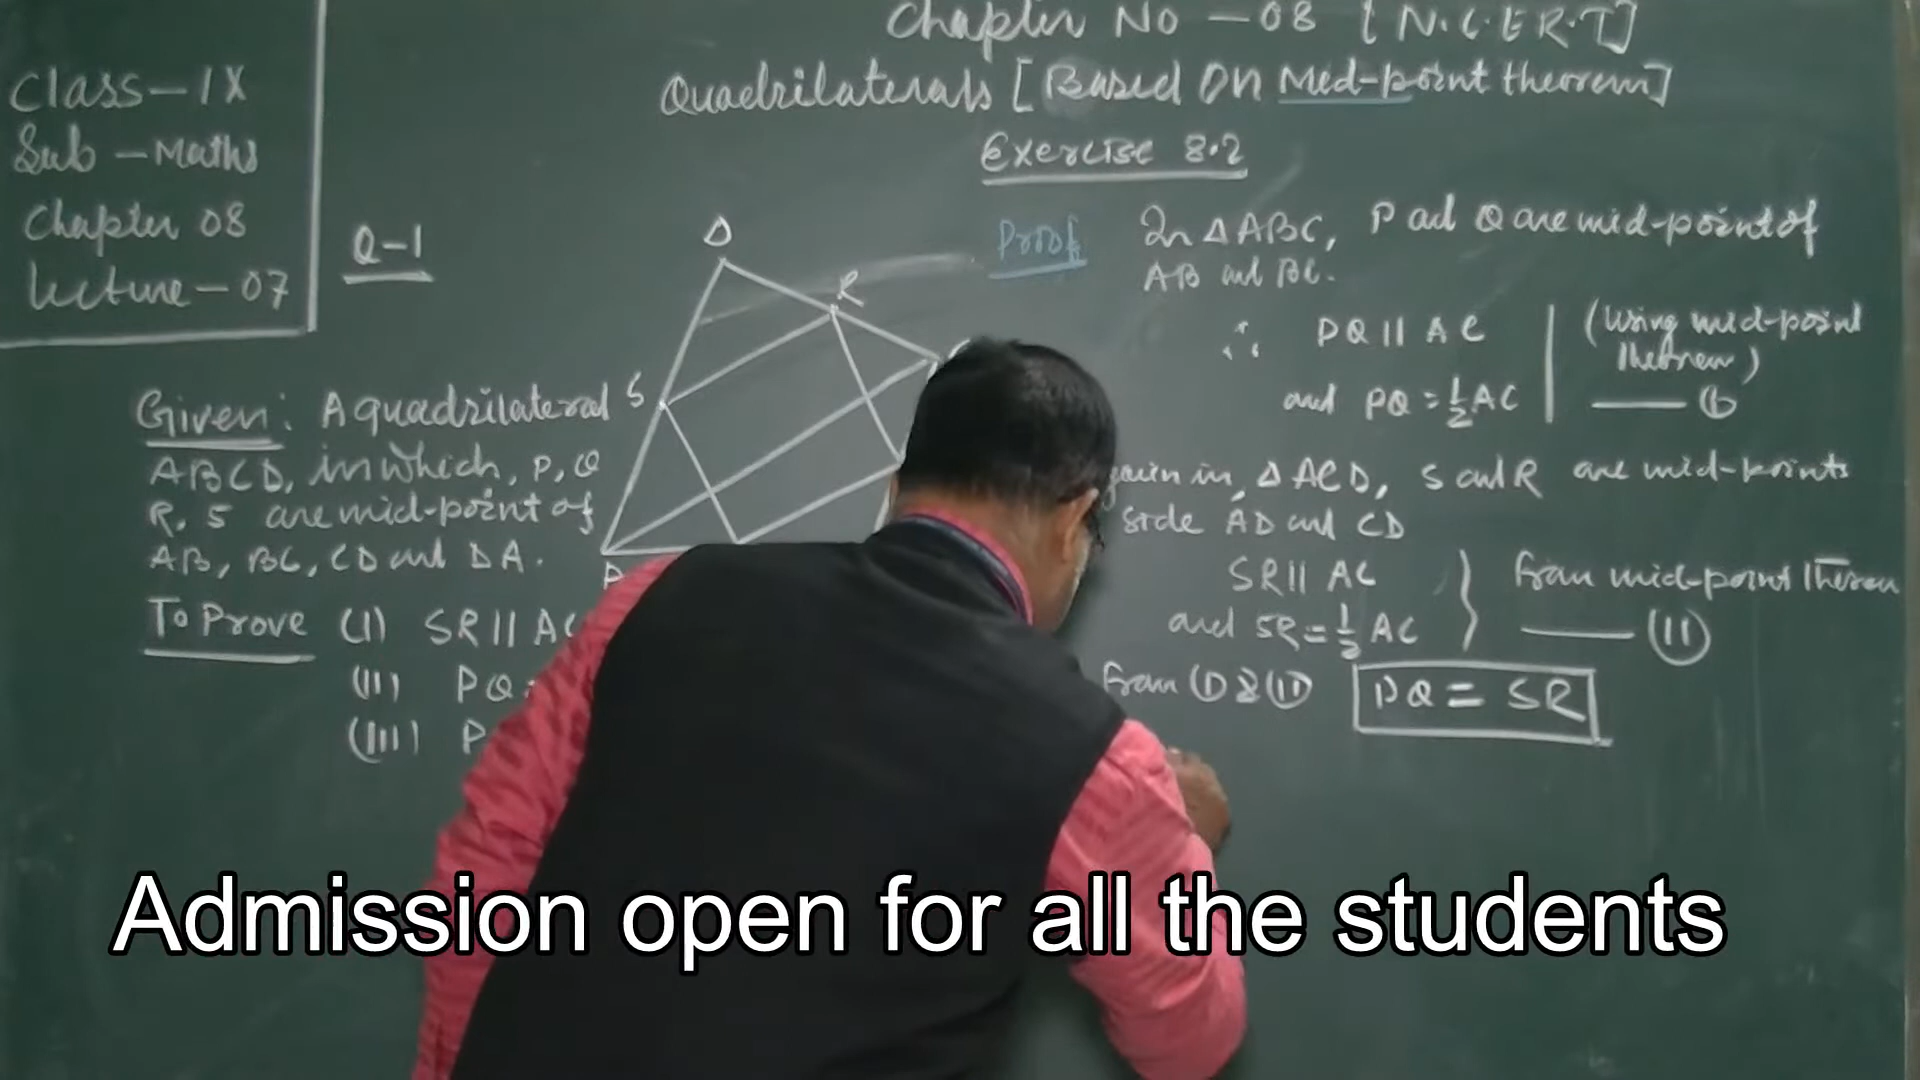 Chapter No - 08 [N.C.E.R.T]
Quadrilaterals [Based On Mid-point theorem]
Exercise 8.2
Class-IX
Sub - Maths
Chapter 08
Lecture-07
Q-1
Given: A quadrilateral
ABCD, in which, P, Q
R, S are mid-point of
AB, BC, CD and DA.
To Prove (I) SR || AC
(II) PQ =
(III) P
D
R
S
Proof In △ABC, P and Q are mid-point of
AB and BC.
∴ PQ || AC (Using mid-point
theorem)
and PQ = 1/2 AC
in, △ ACD, S and R are mid-points
side AD and CD
SR || AC from mid-point Theorem
and SR = 1/2 AC — (II)
from (I) & (II) PQ = SR
Admission open for all the students